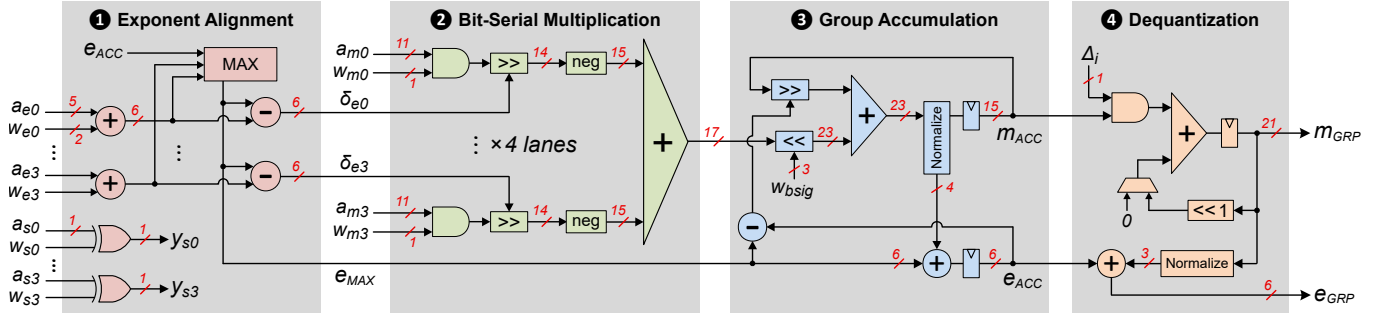 ❶ Exponent Alignment
e_ACC
MAX
a_e0
5
w_e0
2
+
6
-
6
δ_e0
...
...
a_e3
w_e3
+
-
6
δ_e3
a_s0
1
w_s0
1
y_s0
...
a_s3
w_s3
1
y_s3
e_MAX
❷ Bit-Serial Multiplication
a_m0
11
w_m0
1
>>
14
neg
15
⋮ × 4 lanes
+
17
a_m3
11
w_m3
1
>>
14
neg
15
❸ Group Accumulation
>>
<<
23
3
w_bsig
+
23
Normalize
15
m_ACC
4
-
6
+
6
e_ACC
❹ Dequantization
Δ_i
1
+
21
m_GRP
0
<< 1
+
3
Normalize
6
e_GRP